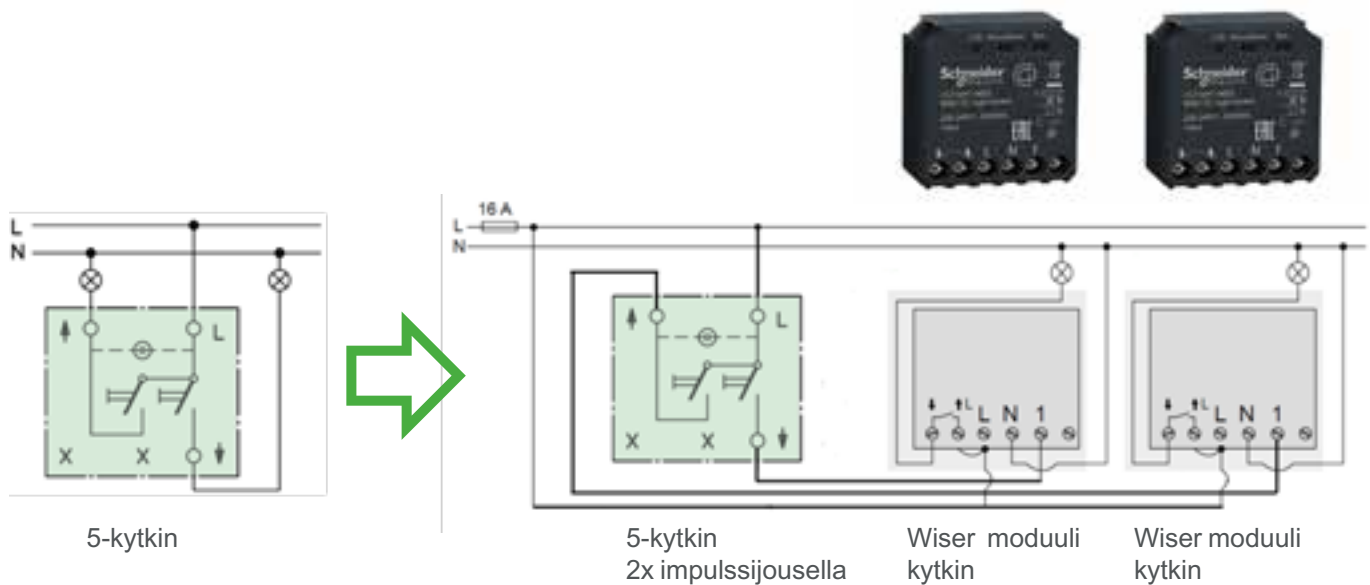 Schneider
Schneider
L
N
L
X X
16 A
L
N
L
X X
L L N 1
L L N 1
5-kytkin
5-kytkin
2x impulssijousella
Wiser moduuli
kytkin
Wiser moduuli
kytkin